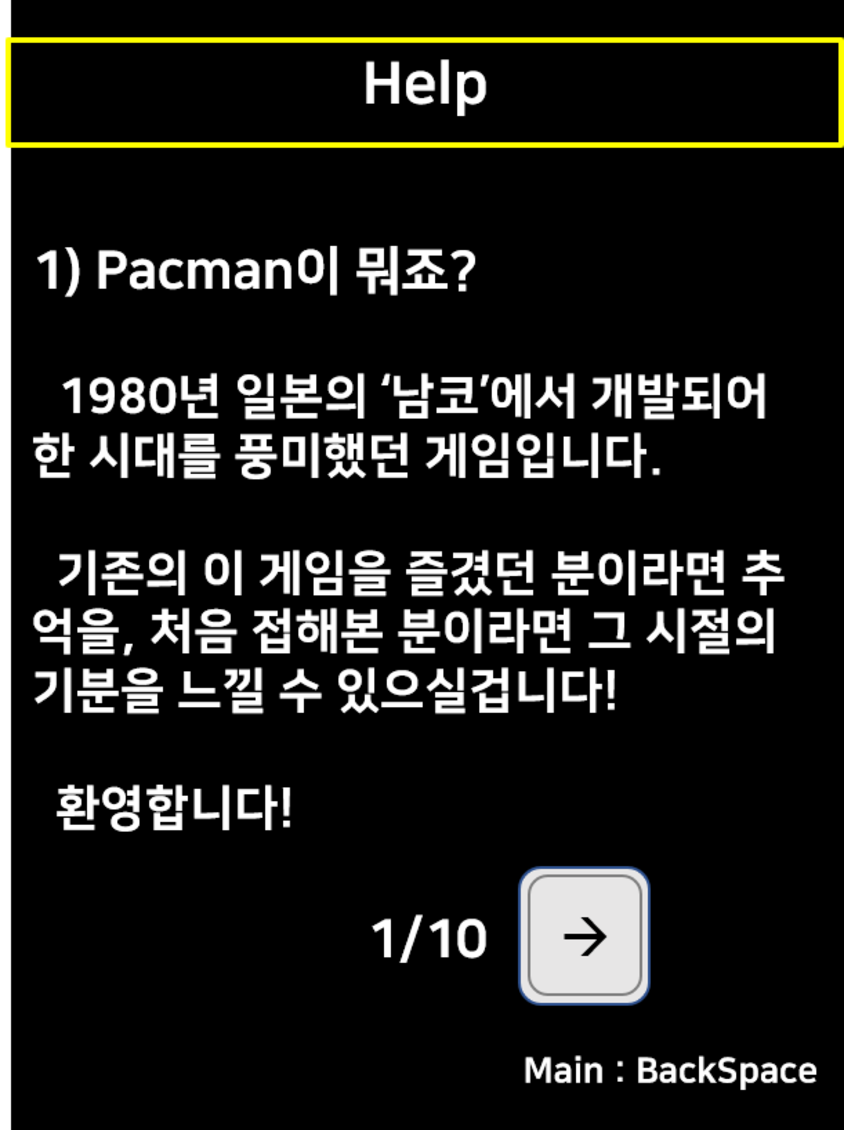 Help
1) Pacman이 뭐죠?
1980년 일본의 ‘남코’에서 개발되어
한 시대를 풍미했던 게임입니다.
기존의 이 게임을 즐겼던 분이라면 추
억을, 처음 접해본 분이라면 그 시절의
기분을 느낄 수 있으실겁니다!
환영합니다!
1/10 →
Main : BackSpace